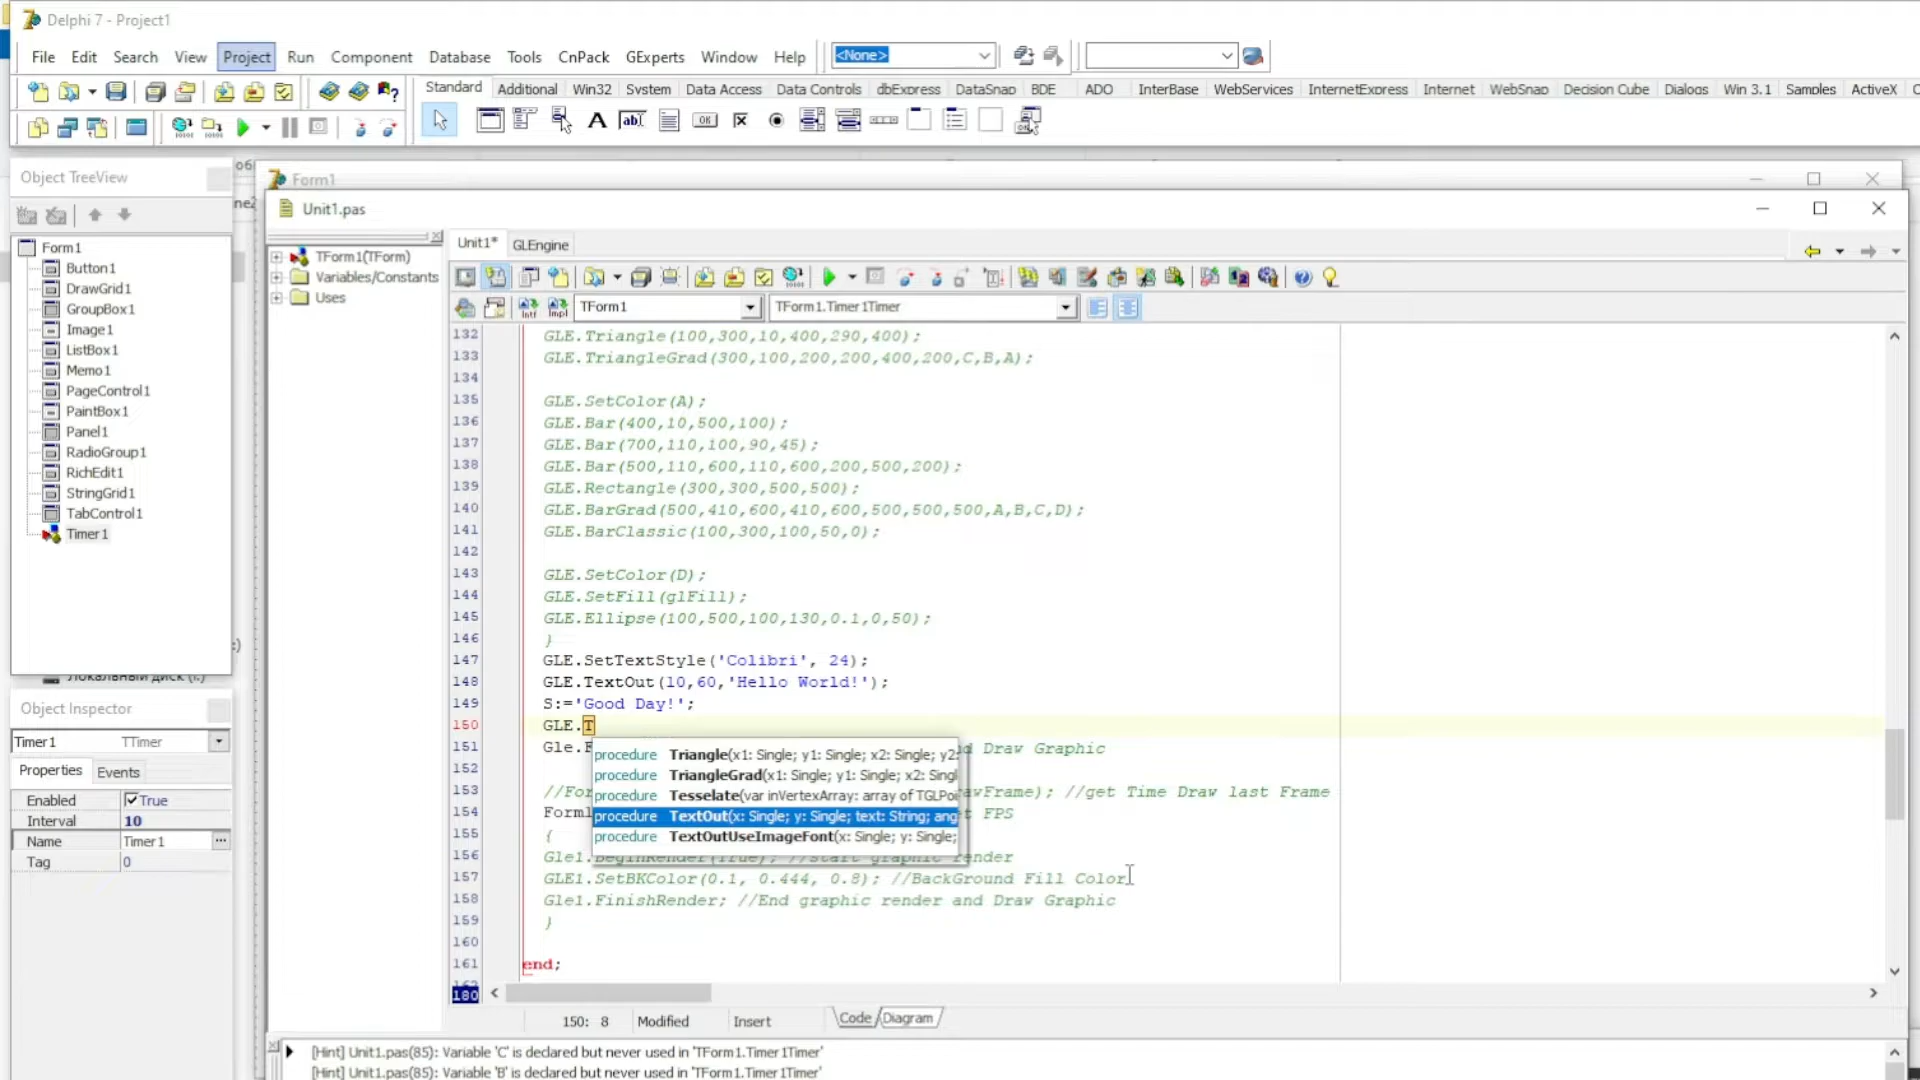 Delphi 7 - Project1
File Edit Search View Project Run Component Database Tools CnPack GExperts Window Help <None>
Standard Additional Win32 System Data Access Data Controls dbExpress DataSnap BDE ADO InterBase WebServices InternetExpress Internet WebSnap Decision Cube Dialogs Win 3.1 Samples ActiveX
Object TreeView
Form1
Button1
DrawGrid1
GroupBox1
Image1
ListBox1
Memo1
PageControl1
PaintBox1
Panel1
RadioGroup1
RichEdit1
StringGrid1
TabControl1
Timer1
Object Inspector
Timer1 TTimer
Properties Events
Enabled True
Interval 10
Name Timer1
Tag 0
Form1
Unit1.pas
TForm1(TForm)
Variables/Constants
Uses
Unit1* GLEngine
TForm1 TForm1.Timer1Timer
132 GLE.Triangle(100,300,10,400,290,400);
133 GLE.TriangleGrad(300,100,200,200,400,200,C,B,A);
134
135 GLE.SetColor(A);
136 GLE.Bar(400,10,500,100);
137 GLE.Bar(700,110,100,90,45);
138 GLE.Bar(500,110,600,110,600,200,500,200);
139 GLE.Rectangle(300,300,500,500);
140 GLE.BarGrad(500,410,600,410,600,500,500,500,A,B,C,D);
141 GLE.BarClassic(100,300,100,50,0);
142
143 GLE.SetColor(D);
144 GLE.SetFill(glFill);
145 GLE.Ellipse(100,500,100,130,0.1,0,50);
146 }
147 GLE.SetTextStyle('Colibri', 24);
148 GLE.TextOut(10,60,'Hello World!');
149 S:='Good Day!';
150 GLE.T
151 Gle.F d Draw Graphic
procedure Triangle(x1: Single; y1: Single; x2: Single; y2:
procedure TriangleGrad(x1: Single; y1: Single; x2: Singl
procedure Tesselate(var inVertexArray: array of TGLPoi
procedure TextOut(x: Single; y: Single; text: String; ang
procedure TextOutUseImageFont(x: Single; y: Single;
152
153 //For awFrame); //get Time Draw last Frame
154 Form1 t FPS
155 {
156 Gle1.BeginRender(True); //Start graphic render
157 GLE1.SetBKColor(0.1, 0.444, 0.8); //BackGround Fill Color
158 Gle1.FinishRender; //End graphic render and Draw Graphic
159 }
160
161 end;
180
150: 8 Modified Insert Code Diagram
[Hint] Unit1.pas(85): Variable 'C' is declared but never used in 'TForm1.Timer1Timer'
[Hint] Unit1.pas(85): Variable 'B' is declared but never used in 'TForm1.Timer1Timer'